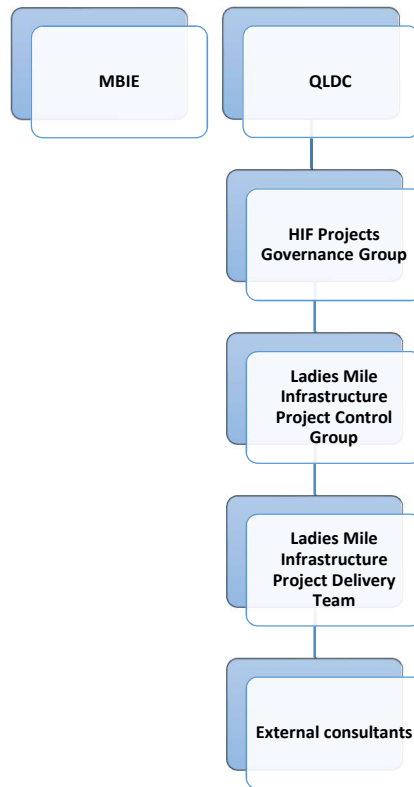 MBIE
QLDC
HIF Projects
Governance Group
Ladies Mile
Infrastructure
Project Control
Group
Ladies Mile
Infrastructure
Project Delivery
Team
External consultants